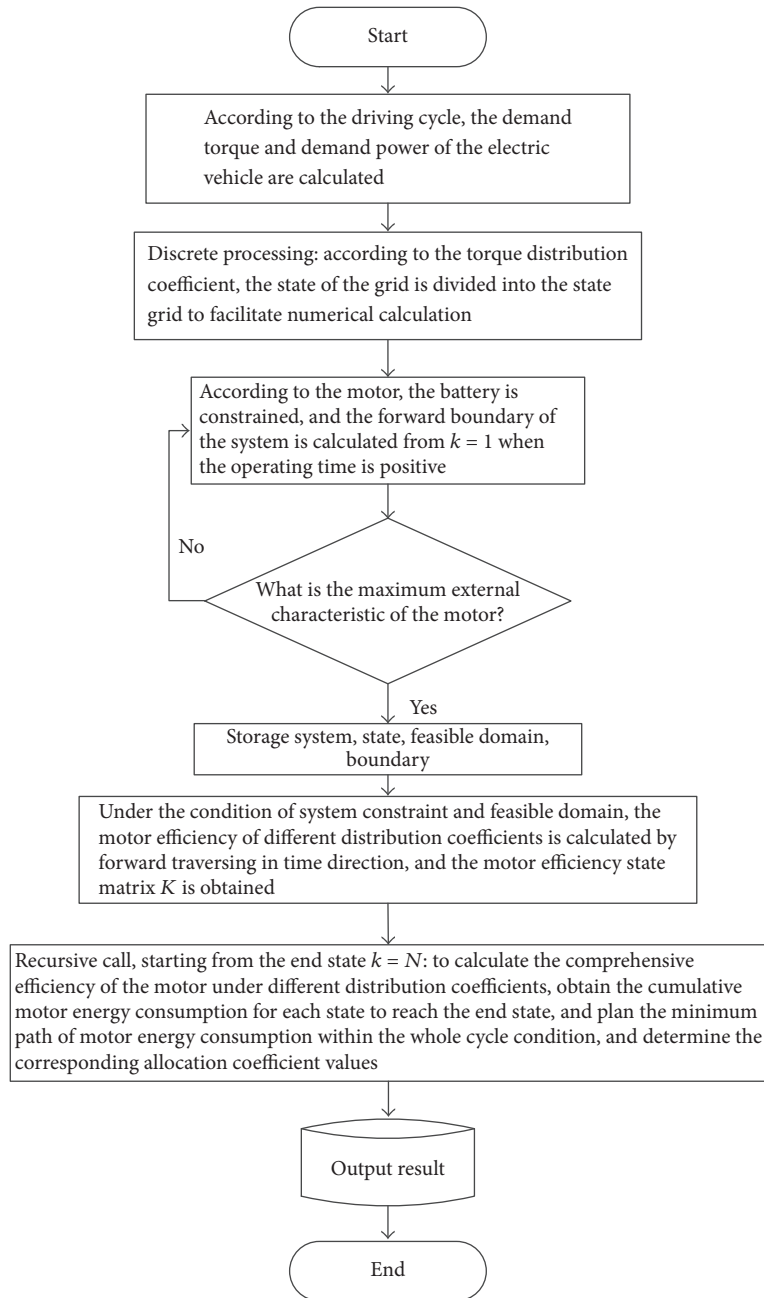 Start
According to the driving cycle, the demand
torque and demand power of the electric
vehicle are calculated
Discrete processing: according to the torque distribution
coefficient, the state of the grid is divided into the state
grid to facilitate numerical calculation
According to the motor, the battery is
constrained, and the forward boundary of
the system is calculated from k = 1 when
the operating time is positive
No
What is the maximum external
characteristic of the motor?
Yes
Storage system, state, feasible domain,
boundary
Under the condition of system constraint and feasible domain, the
motor efficiency of different distribution coefficients is calculated by
forward traversing in time direction, and the motor efficiency state
matrix K is obtained
Recursive call, starting from the end state k = N: to calculate the comprehensive
efficiency of the motor under different distribution coefficients, obtain the cumulative
motor energy consumption for each state to reach the end state, and plan the minimum
path of motor energy consumption within the whole cycle condition, and determine the
corresponding allocation coefficient values
Output result
End